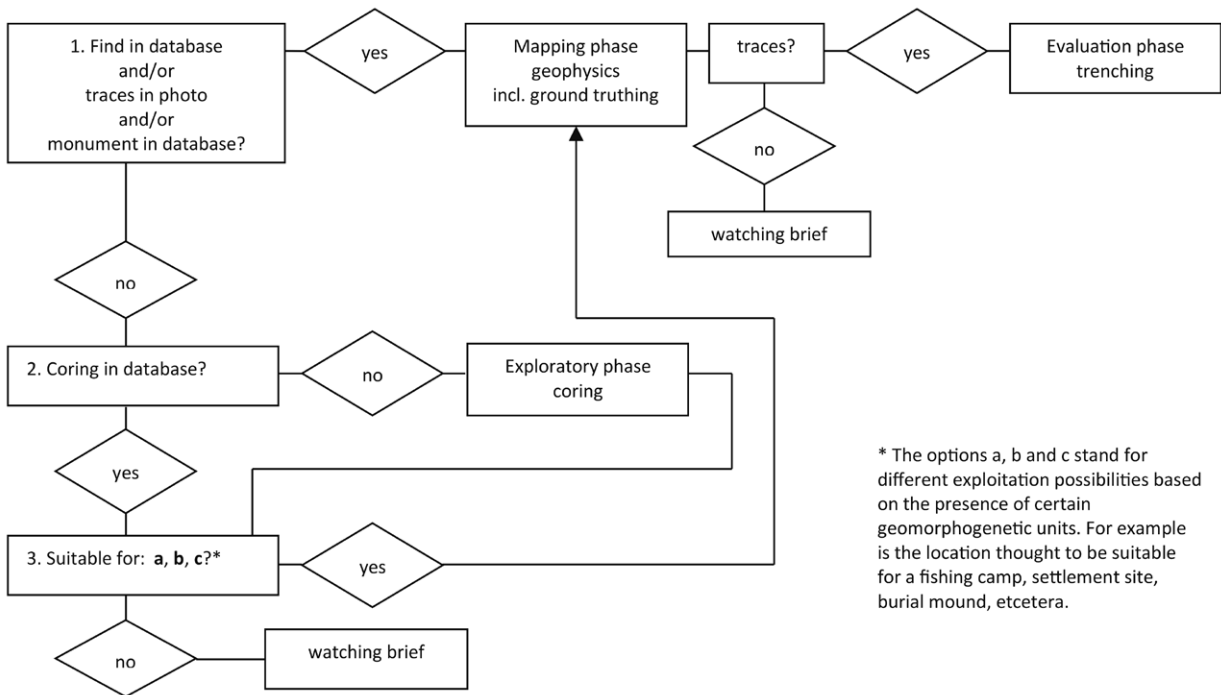 1. Find in database
and/or
traces in photo
and/or
monument in database?
yes
Mapping phase
geophysics
incl. ground truthing
traces?
yes
Evaluation phase
trenching
no
watching brief
no
2. Coring in database?
no
Exploratory phase
coring
yes
3. Suitable for: a, b, c?*
yes
no
watching brief
* The options a, b and c stand for
different exploitation possibilities based
on the presence of certain
geomorphogenetic units. For example
is the location thought to be suitable
for a fishing camp, settlement site,
burial mound, etcetera.